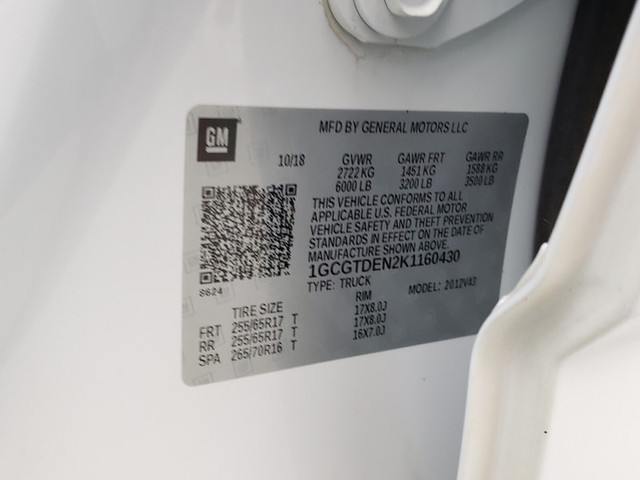 GM
MFD BY GENERAL MOTORS LLC
10/18 GVWR GAWR FRT GAWR RR
2722 KG 1451 KG 1588 KG
6000 LB 3200 LB 3500 LB
THIS VEHICLE CONFORMS TO ALL
APPLICABLE U.S. FEDERAL MOTOR
VEHICLE SAFETY AND THEFT PREVENTION
STANDARDS IN EFFECT ON THE DATE OF
MANUFACTURE SHOWN ABOVE.
1GCGTDEN2K1160430
S624 TYPE: TRUCK MODEL: 2012V43
TIRE SIZE RIM
FRT 255/65R17 T 17X8.0J
RR 255/65R17 T 17X8.0J
SPA 265/70R16 T 16X7.0J